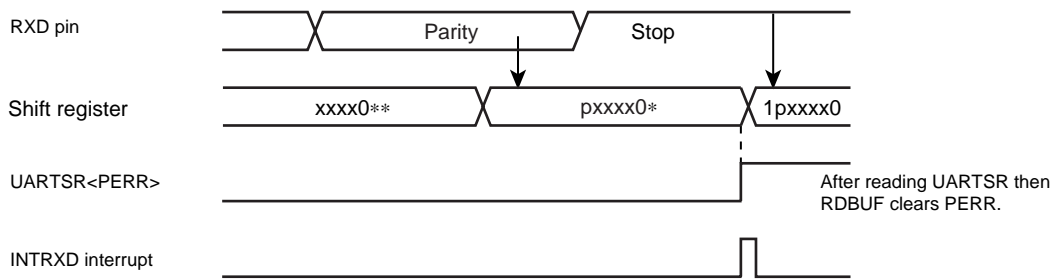 RXD pin
Parity
Stop
Shift register
xxxx0**
pxxxx0*
1pxxxx0
UARTSR<PERR>
After reading UARTSR then
RDBUF clears PERR.
INTRXD interrupt